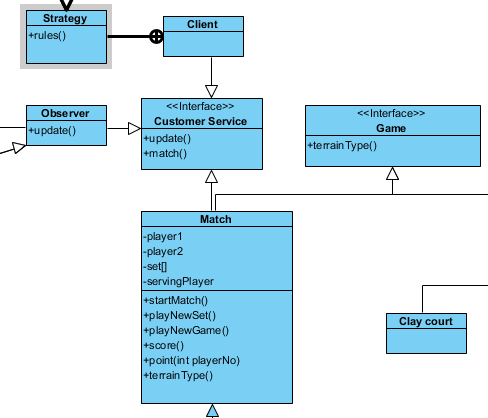 Strategy
+rules()
Client
Observer
+update()
<<Interface>>
Customer Service
+update()
+match()
<<Interface>>
Game
+terrainType()
Match
-player1
-player2
-set[]
-servingPlayer
+startMatch()
+playNewSet()
+playNewGame()
+score()
+point(int playerNo)
+terrainType()
Clay court